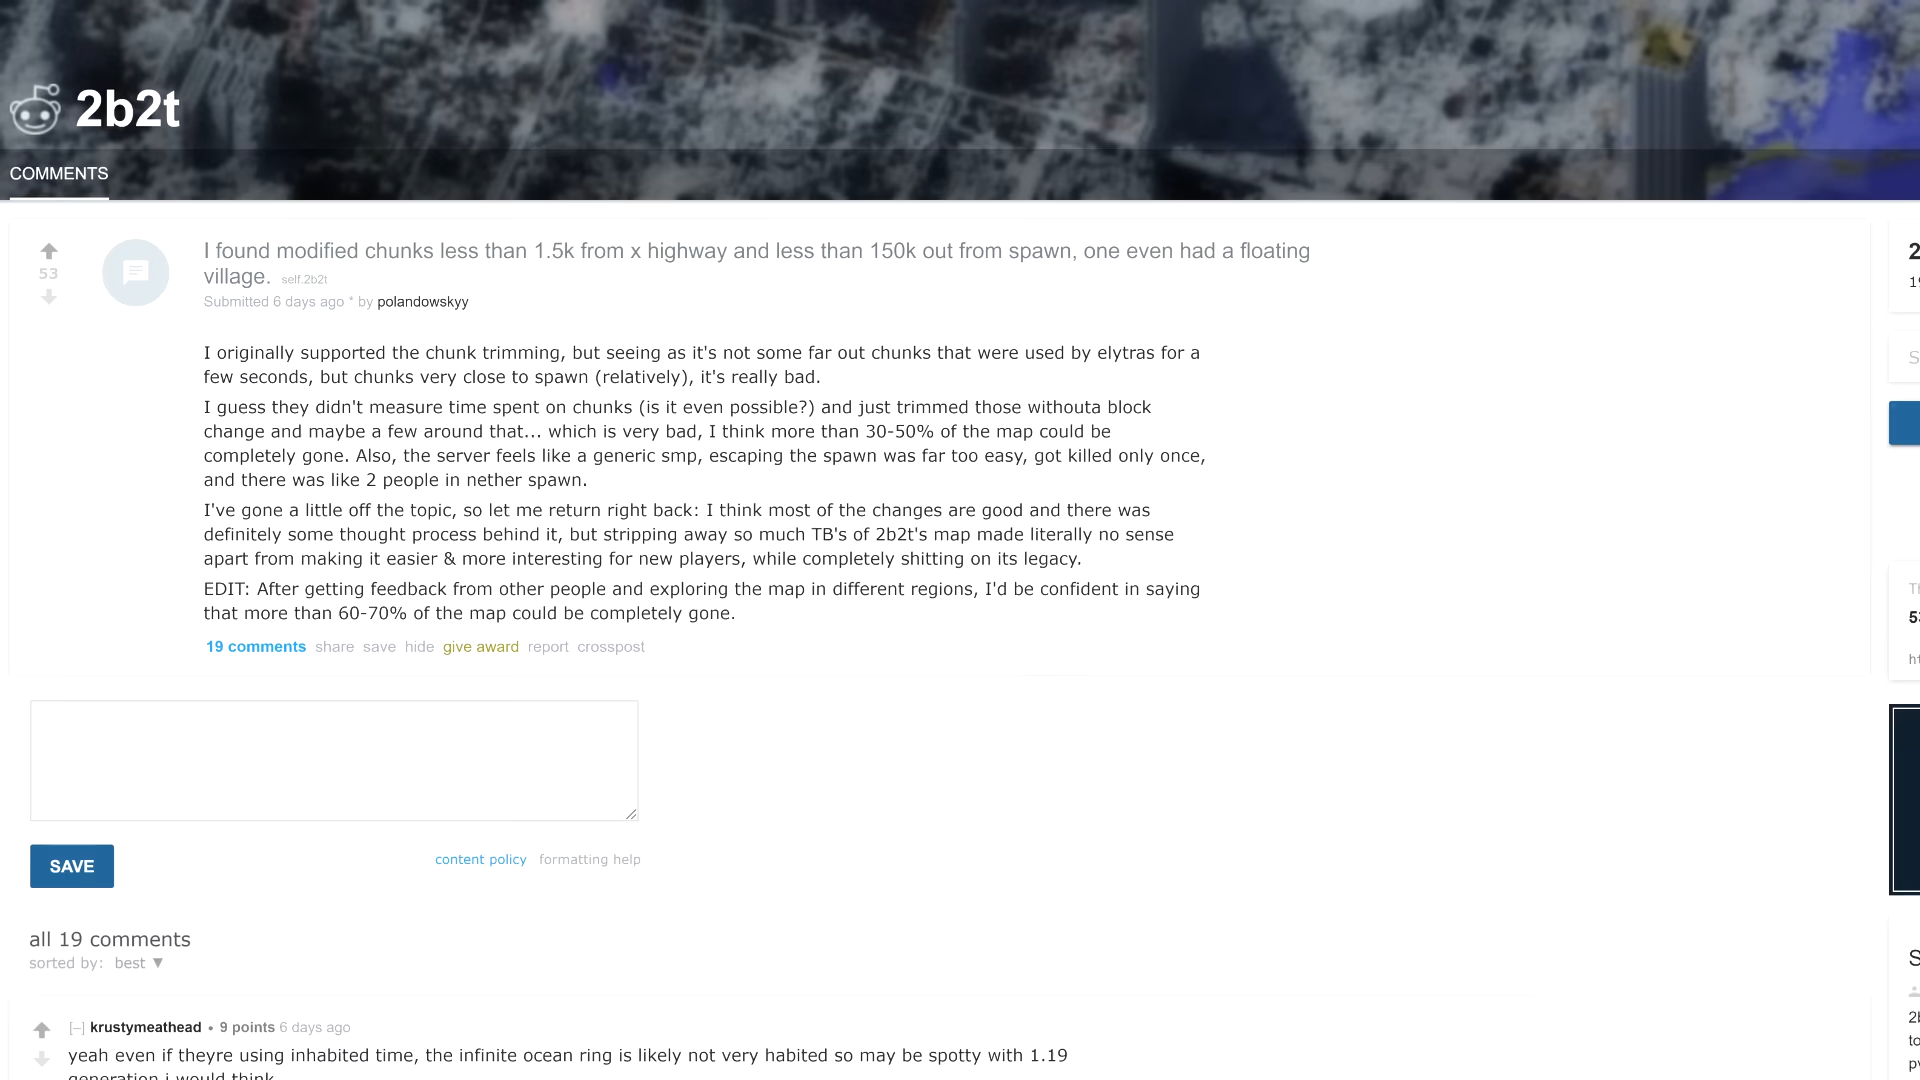 2b2t
COMMENTS
I found modified chunks less than 1.5k from x highway and less than 150k out from spawn, one even had a floating
village. self.2b2t
53
Submitted 6 days ago * by polandowskyy
I originally supported the chunk trimming, but seeing as it's not some far out chunks that were used by elytras for a
few seconds, but chunks very close to spawn (relatively), it's really bad.
I guess they didn't measure time spent on chunks (is it even possible?) and just trimmed those withouta block
change and maybe a few around that... which is very bad, I think more than 30-50% of the map could be
completely gone. Also, the server feels like a generic smp, escaping the spawn was far too easy, got killed only once,
and there was like 2 people in nether spawn.
I've gone a little off the topic, so let me return right back: I think most of the changes are good and there was
definitely some thought process behind it, but stripping away so much TB's of 2b2t's map made literally no sense
apart from making it easier & more interesting for new players, while completely shitting on its legacy.
EDIT: After getting feedback from other people and exploring the map in different regions, I'd be confident in saying
that more than 60-70% of the map could be completely gone.
19 comments share save hide give award report crosspost
SAVE
content policy formatting help
all 19 comments
sorted by: best ▼
[–] krustymeathead • 9 points 6 days ago
yeah even if theyre using inhabited time, the infinite ocean ring is likely not very habited so may be spotty with 1.19
generation i would think